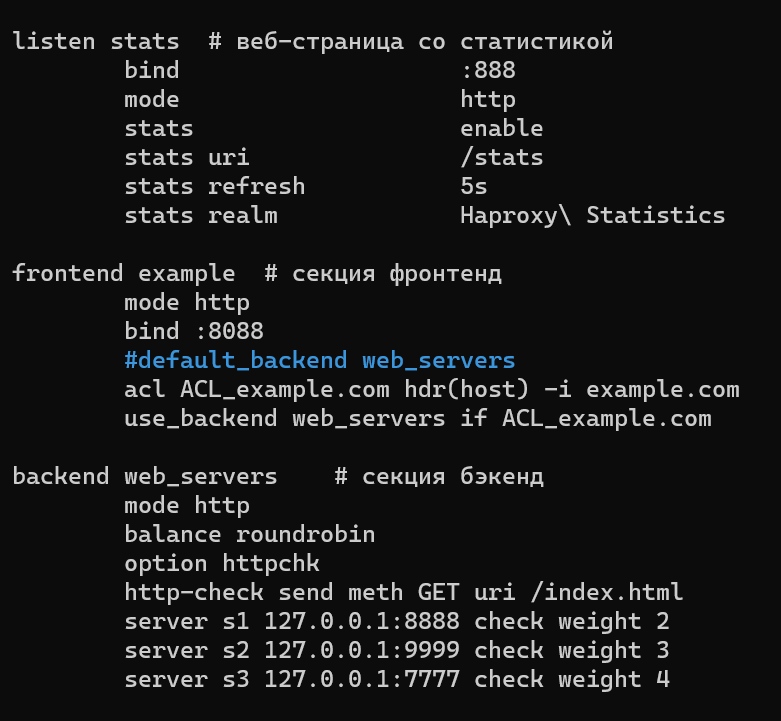 listen stats  # веб-страница со статистикой
        bind                    :888
        mode                    http
        stats                   enable
        stats uri               /stats
        stats refresh           5s
        stats realm             Haproxy\ Statistics

frontend example  # секция фронтенд
        mode http
        bind :8088
        #default_backend web_servers
        acl ACL_example.com hdr(host) -i example.com
        use_backend web_servers if ACL_example.com

backend web_servers    # секция бэкенд
        mode http
        balance roundrobin
        option httpchk
        http-check send meth GET uri /index.html
        server s1 127.0.0.1:8888 check weight 2
        server s2 127.0.0.1:9999 check weight 3
        server s3 127.0.0.1:7777 check weight 4